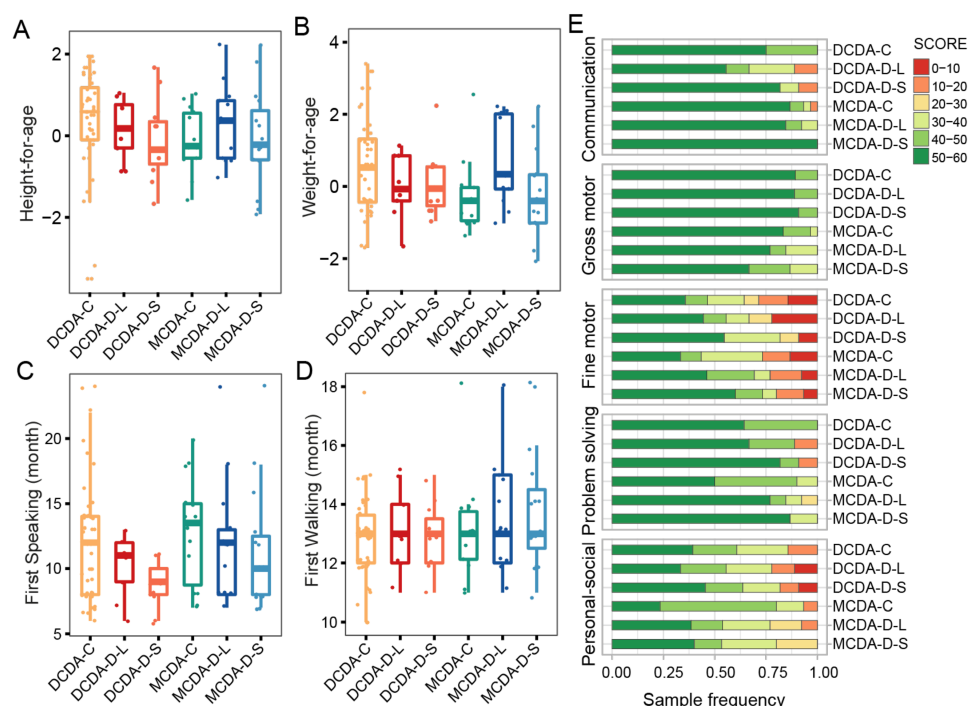 A
Height-for-age
2
0
−2
DCDA-C
DCDA-D-L
DCDA-D-S
MCDA-C
MCDA-D-L
MCDA-D-S
B
Weight-for-age
4
2
0
−2
DCDA-C
DCDA-D-L
DCDA-D-S
MCDA-C
MCDA-D-L
MCDA-D-S
C
First Speaking (month)
20
15
10
5
DCDA-C
DCDA-D-L
DCDA-D-S
MCDA-C
MCDA-D-L
MCDA-D-S
D
First Walking (month)
18
16
14
12
10
DCDA-C
DCDA-D-L
DCDA-D-S
MCDA-C
MCDA-D-L
MCDA-D-S
E
Communication
DCDA-C
DCDA-D-L
DCDA-D-S
MCDA-C
MCDA-D-L
MCDA-D-S
Gross motor
DCDA-C
DCDA-D-L
DCDA-D-S
MCDA-C
MCDA-D-L
MCDA-D-S
Fine motor
DCDA-C
DCDA-D-L
DCDA-D-S
MCDA-C
MCDA-D-L
MCDA-D-S
Problem solving
DCDA-C
DCDA-D-L
DCDA-D-S
MCDA-C
MCDA-D-L
MCDA-D-S
Personal-social
DCDA-C
DCDA-D-L
DCDA-D-S
MCDA-C
MCDA-D-L
MCDA-D-S
0.00 0.25 0.50 0.75 1.00
Sample frequency
SCORE
0−10
10−20
20−30
30−40
40−50
50−60